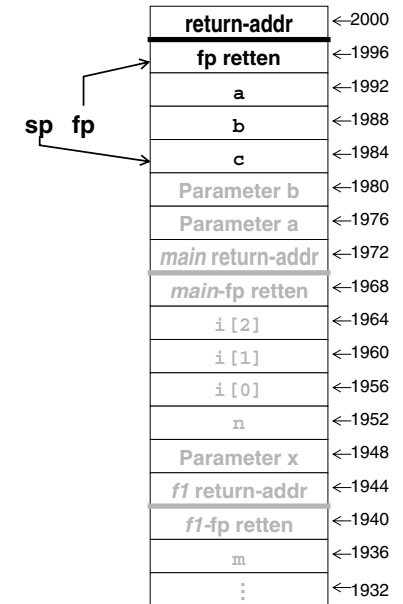 return-addr ←2000
fp retten ←1996
a ←1992
b ←1988
sp fp
c ←1984
Parameter b ←1980
Parameter a ←1976
main return-addr ←1972
main-fp retten ←1968
i[2] ←1964
i[1] ←1960
i[0] ←1956
n ←1952
Parameter x ←1948
f1 return-addr ←1944
f1-fp retten ←1940
m ←1936
⋮ ←1932